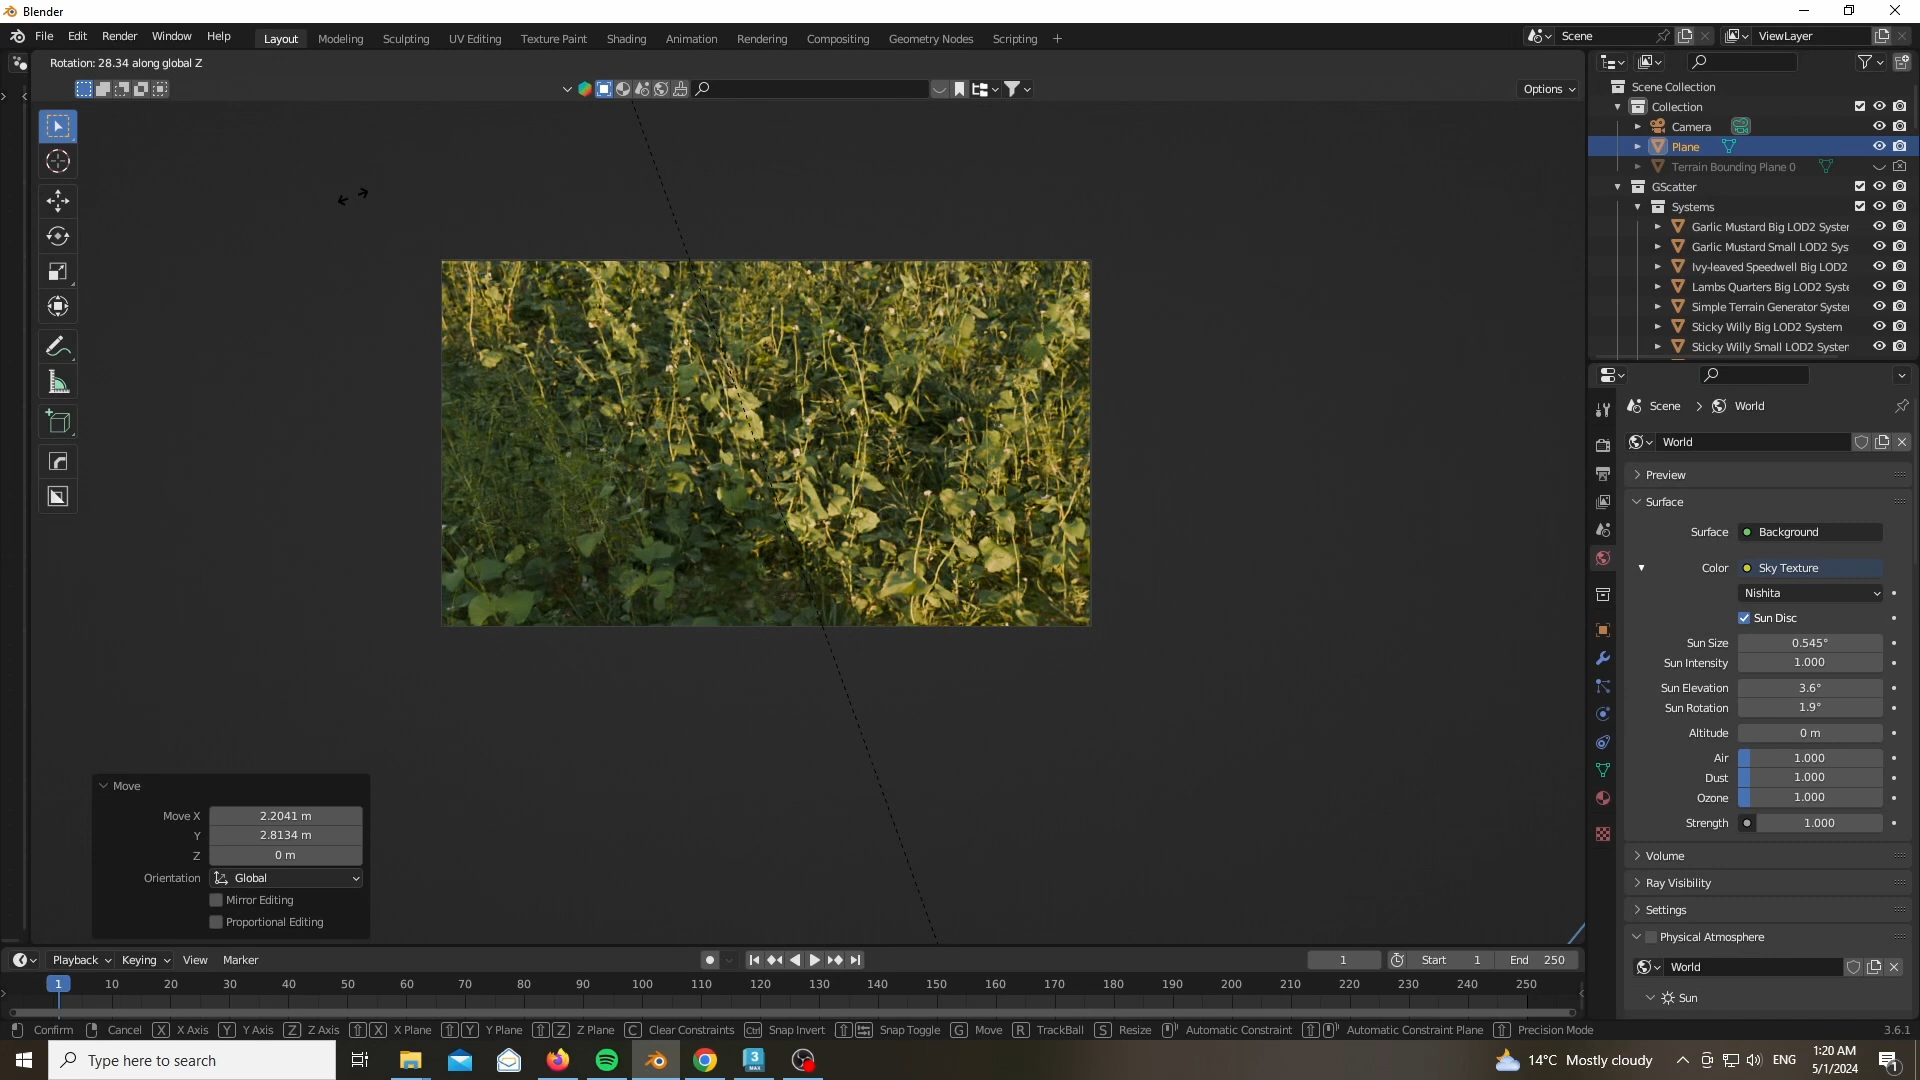 Blender
File Edit Render Window Help Layout Modeling Sculpting UV Editing Texture Paint Shading Animation Rendering Compositing Geometry Nodes Scripting Scene ViewLayer
Rotation: 28.34 along global Z
Options
Scene Collection
Collection
Camera
Plane
Terrain Bounding Plane 0
GScatter
Systems
Garlic Mustard Big LOD2 Syster
Garlic Mustard Small LOD2 Sys
Ivy-leaved Speedwell Big LOD2
Lambs Quarters Big LOD2 Syste
Simple Terrain Generator Syster
Sticky Willy Big LOD2 System
Sticky Willy Small LOD2 Syster
Scene > World
World
Preview
Surface
Surface Background
Color Sky Texture
Nishita
Sun Disc
Sun Size 0.545°
Sun Intensity 1.000
Sun Elevation 3.6°
Sun Rotation 1.9°
Altitude 0 m
Air 1.000
Dust 1.000
Ozone 1.000
Strength 1.000
Volume
Ray Visibility
Settings
Physical Atmosphere
World
Sun
Move
Move X 2.2041 m
Y 2.8134 m
Z 0 m
Orientation Global
Mirror Editing
Proportional Editing
Playback Keying View Marker 1 Start 1 End 250
1 10 20 30 40 50 60 70 80 90 100 110 120 130 140 150 160 170 180 190 200 210 220 230 240 250
Confirm Cancel X X Axis Y Y Axis Z Z Axis X X Plane Y Y Plane Z Z Plane C Clear Constraints Ctrl Snap Invert Snap Toggle G Move R TrackBall S Resize Automatic Constraint Automatic Constraint Plane Precision Mode 3.6.1
Type here to search 3 MAX 14°C Mostly cloudy ENG 1:20 AM
5/1/2024 1